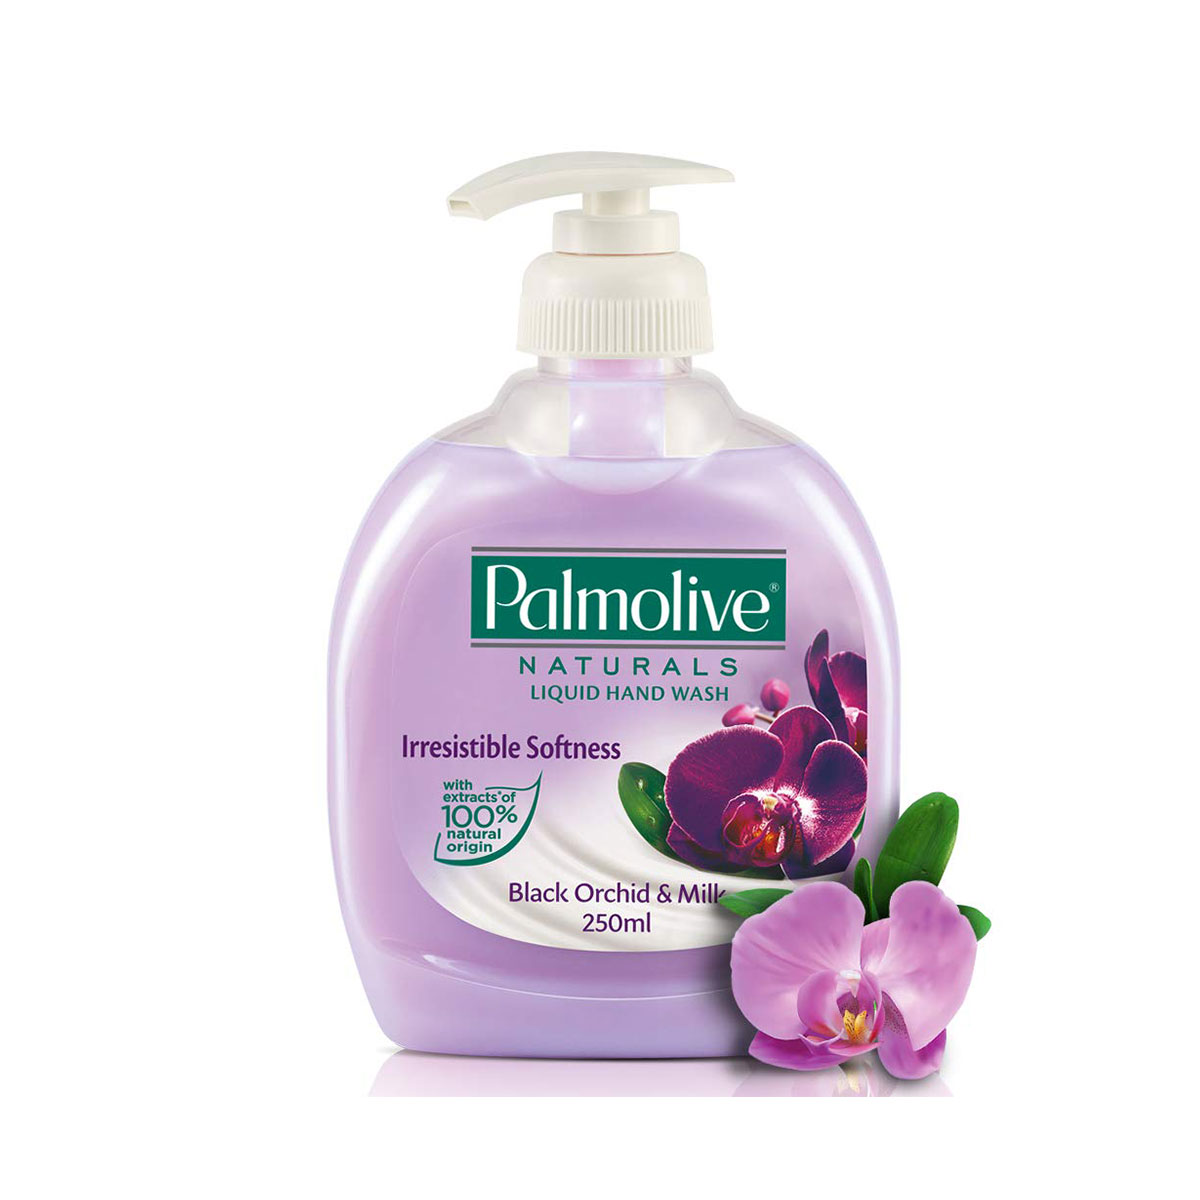 Palmolive®
NATURALS
LIQUID HAND WASH
Irresistible Softness
with
extracts* of
100%
natural
origin
Black Orchid & Milk
250ml